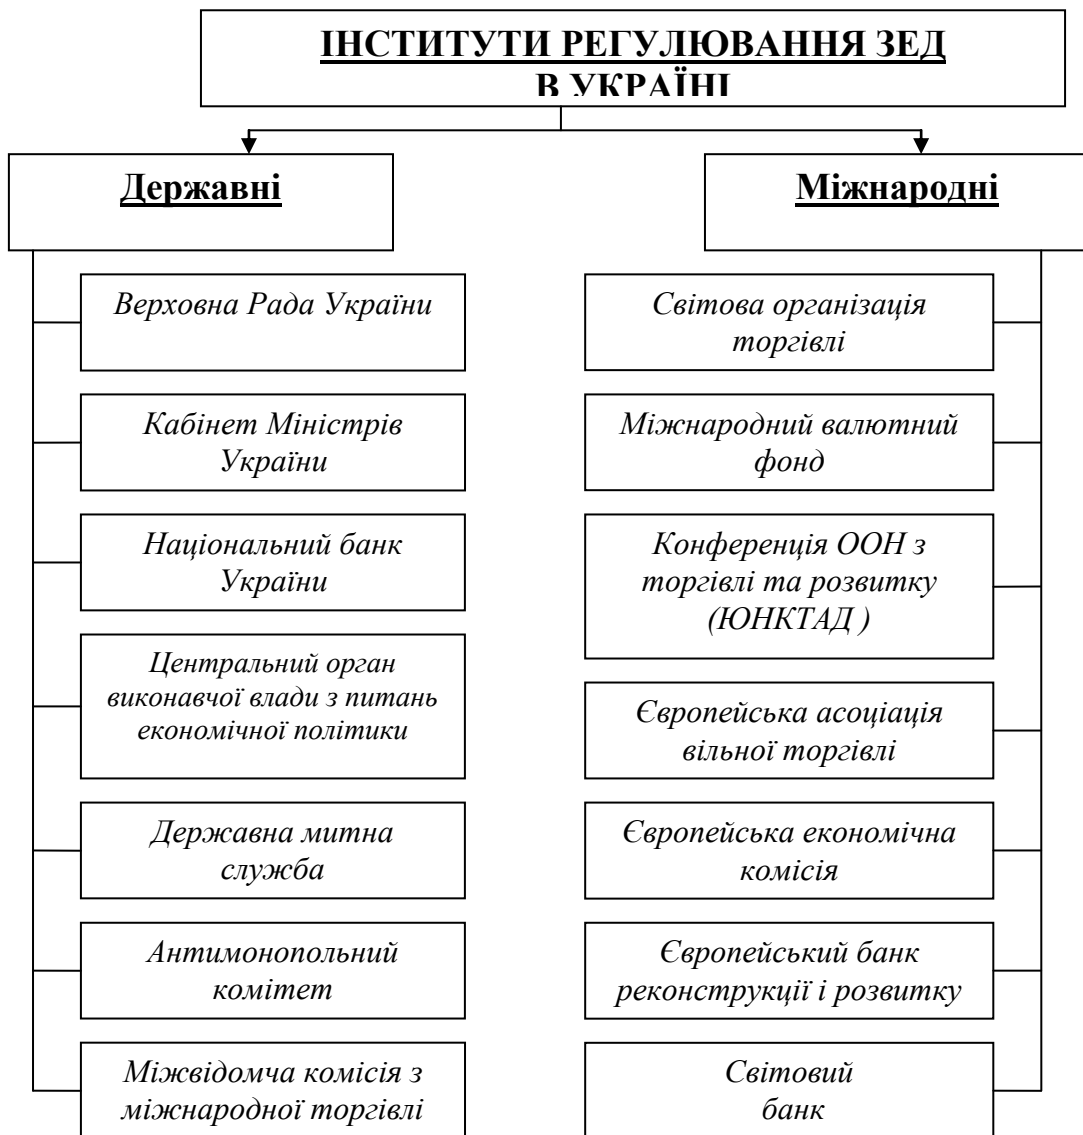 ІНСТИТУТИ РЕГУЛЮВАННЯ ЗЕД
В УКРАЇНІ
Державні
Верховна Рада України
Кабінет Міністрів
України
Національний банк
України
Центральний орган
виконавчої влади з питань
економічної політики
Державна митна
служба
Антимонопольний
комітет
Міжвідомча комісія з
міжнародної торгівлі
Міжнародні
Світова організація
торгівлі
Міжнародний валютний
фонд
Конференція ООН з
торгівлі та розвитку
(ЮНКТАД )
Європейська асоціація
вільної торгівлі
Європейська економічна
комісія
Європейський банк
реконструкції і розвитку
Світовий
банк